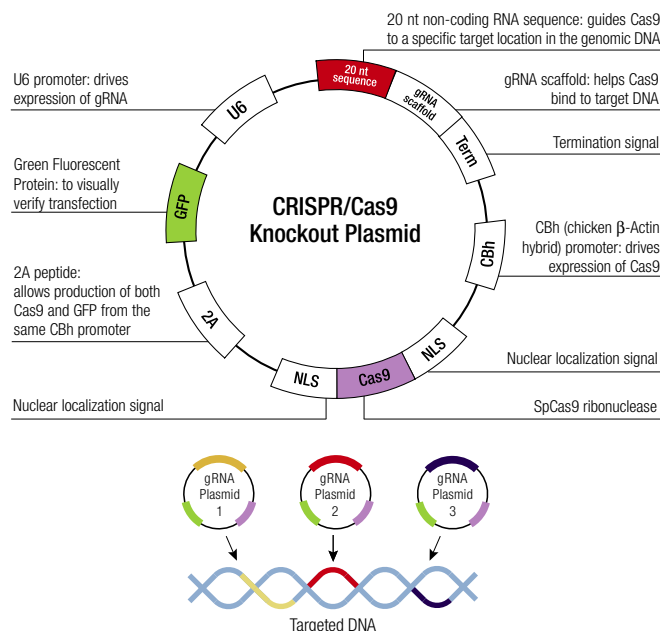 20 nt non-coding RNA sequence: guides Cas9
to a specific target location in the genomic DNA
U6 promoter: drives
expression of gRNA
gRNA scaffold: helps Cas9
bind to target DNA
Termination signal
Green Fluorescent
Protein: to visually
verify transfection
CBh (chicken β-Actin
hybrid) promoter: drives
expression of Cas9
2A peptide:
allows production of both
Cas9 and GFP from the
same CBh promoter
Nuclear localization signal
Nuclear localization signal
SpCas9 ribonuclease
20 nt
sequence
gRNA
scaffold
Term
CBh
NLS
Cas9
NLS
2A
GFP
U6
CRISPR/Cas9
Knockout Plasmid
gRNA
Plasmid
1
gRNA
Plasmid
2
gRNA
Plasmid
3
Targeted DNA